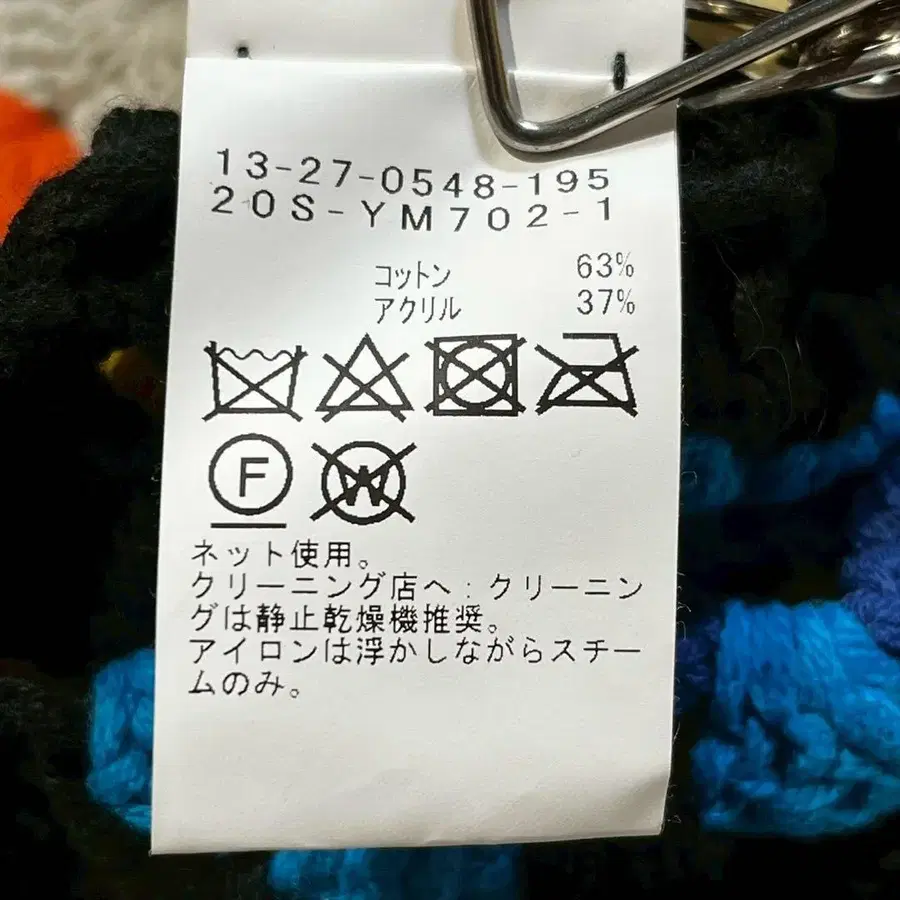 13-27-0548-195
20S-YM702-1
コットン 63%
アクリル 37%
F
W
ネット使用。
クリーニング店へ:クリーニン
グは静止乾燥機推奨。
アイロンは浮かしながらスチー
ムのみ。